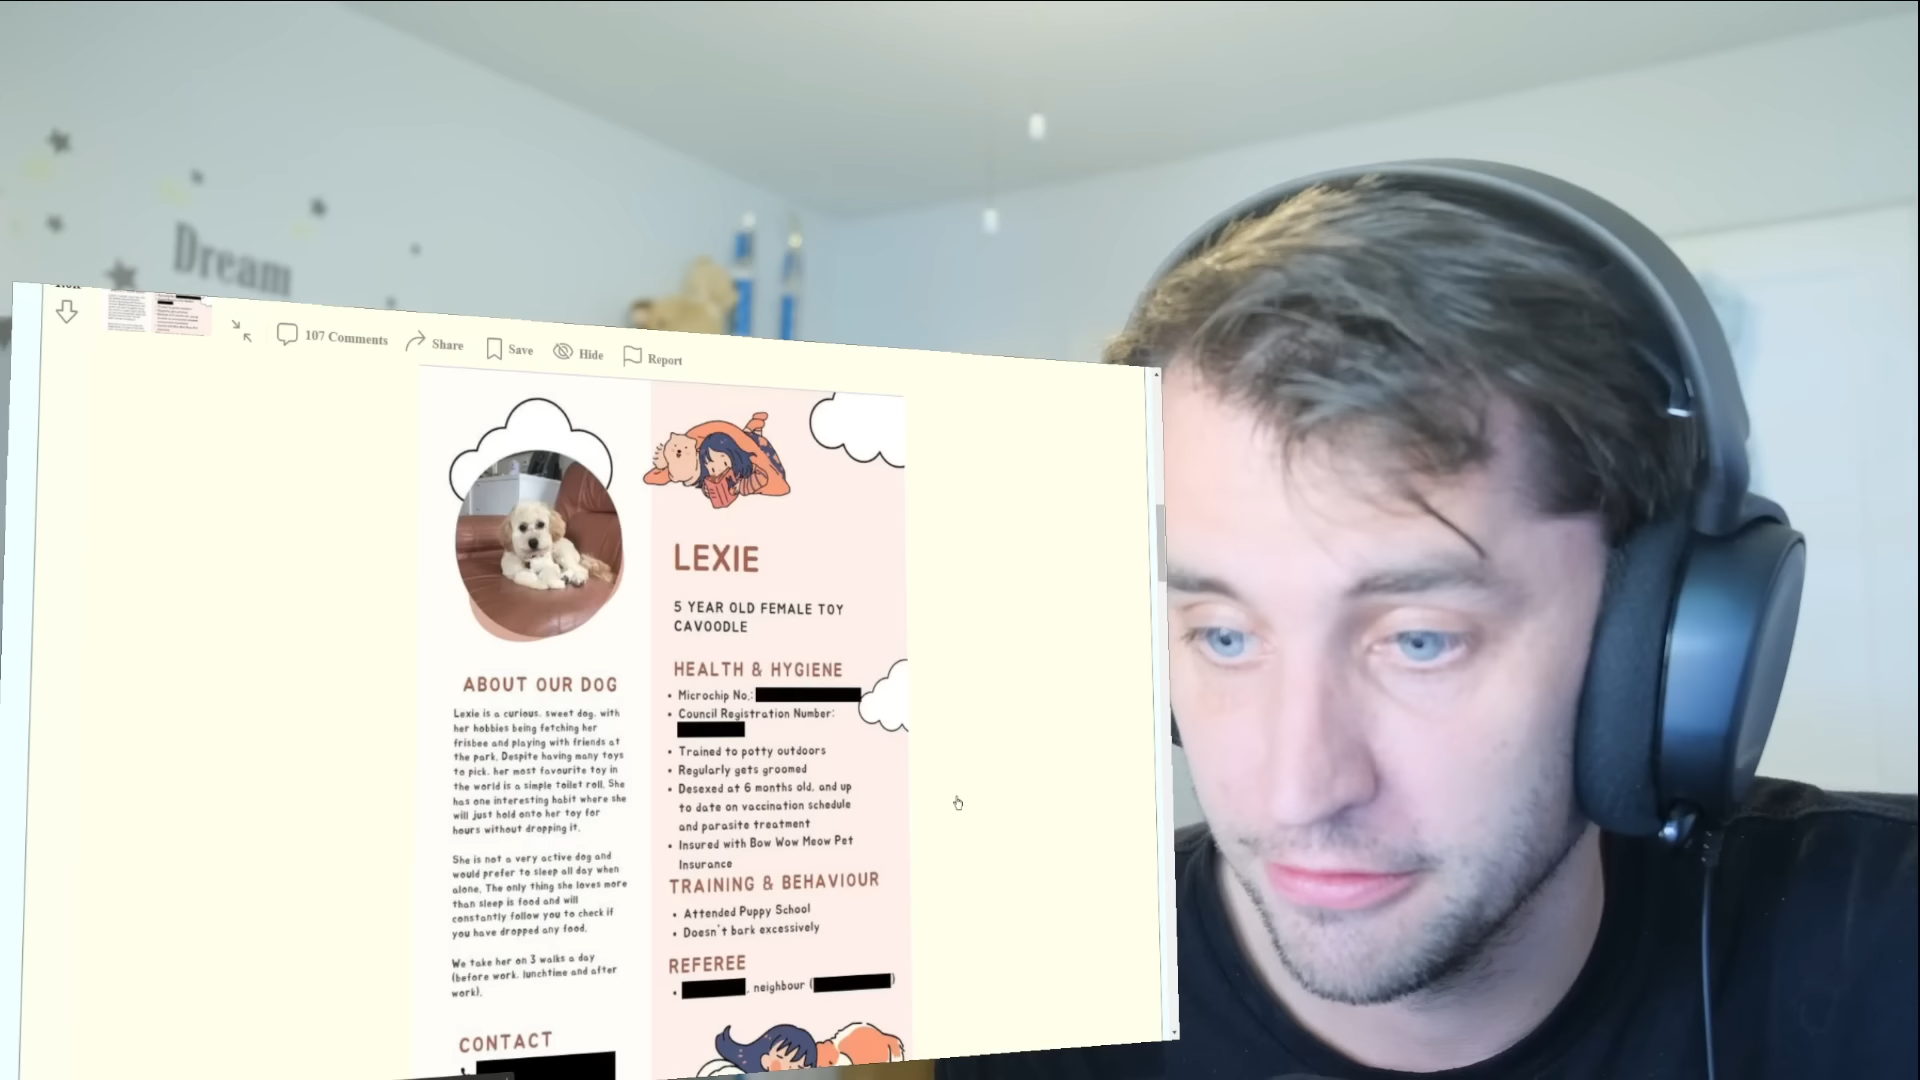 Dream
107 Comments
Share
Save
Hide
Report
LEXIE
5 YEAR OLD FEMALE TOY
CAVOODLE
HEALTH & HYGIENE
• Microchip No.:
• Council Registration Number:
• Trained to potty outdoors
• Regularly gets groomed
• Desexed at 6 months old, and up
to date on vaccination schedule
and parasite treatment
• Insured with Bow Wow Meow Pet
Insurance
TRAINING & BEHAVIOUR
• Attended Puppy School
• Doesn't bark excessively
REFEREE
• , neighbour ( )
ABOUT OUR DOG
Lexie is a curious, sweet dog, with
her hobbies being fetching her
frisbee and playing with friends at
the park. Despite having many toys
to pick, her most favourite toy in
the world is a simple toilet roll. She
has one interesting habit where she
will just hold onto her toy for
hours without dropping it.
She is not a very active dog and
would prefer to sleep all day when
alone. The only thing she loves more
than sleep is food and will
constantly follow you to check if
you have dropped any food.
We take her on 3 walks a day
(before work, lunchtime and after
work).
CONTACT